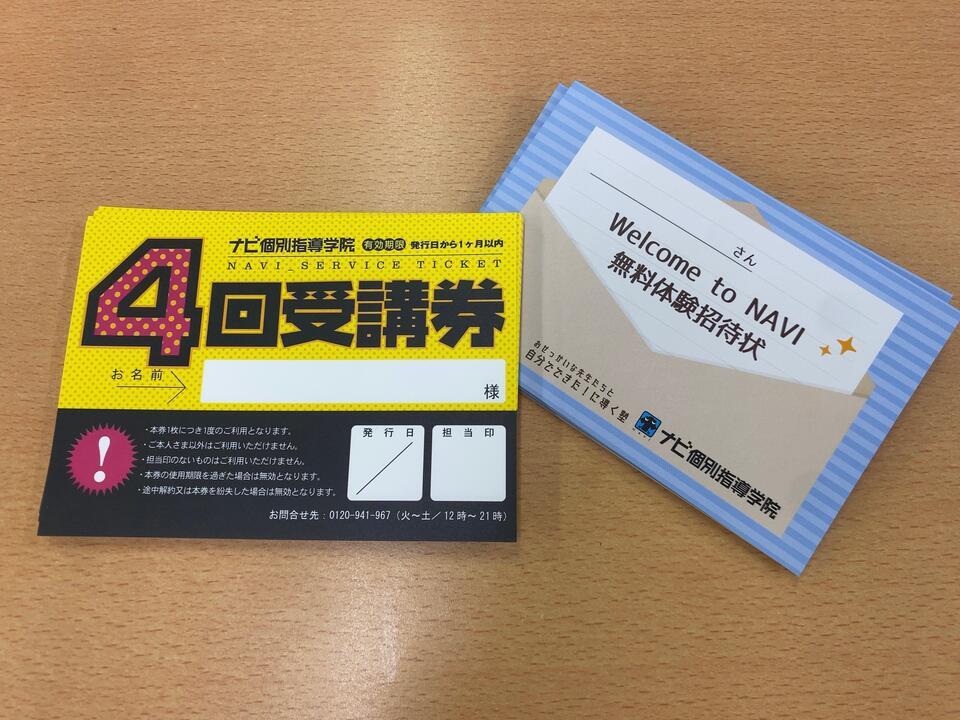 ナビ個別指導学院 有効期限 発行日から1ヶ月以内
NAVI_SERVICE TICKET
4回受講券
お名前
様
・本券1枚につき1度のご利用となります。
・ご本人さま以外はご利用いただけません。
・担当印のないものはご利用いただけません。
・本券の使用期限を過ぎた場合は無効となります。
・途中解約又は本券を紛失した場合は無効となります。
!
発行日
担当印
お問合せ先:0120-941-967(火〜土/12時〜21時)
さん
Welcome to NAVI
無料体験招待状
おせっかいな先生たちと
自分でできた!に導く塾
ナビ個別指導学院